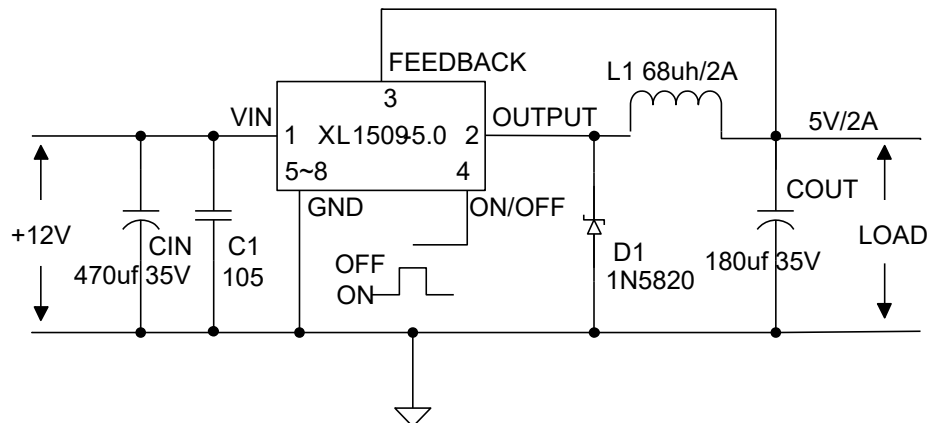 FEEDBACK
L1 68uh/2A
3
VIN
OUTPUT
5V/2A
1
XL1509-5.0
2
5~8
4
COUT
GND
ON/OFF
+12V
CIN
C1
D1
LOAD
470uf 35V
105
OFF
1N5820
180uf 35V
ON